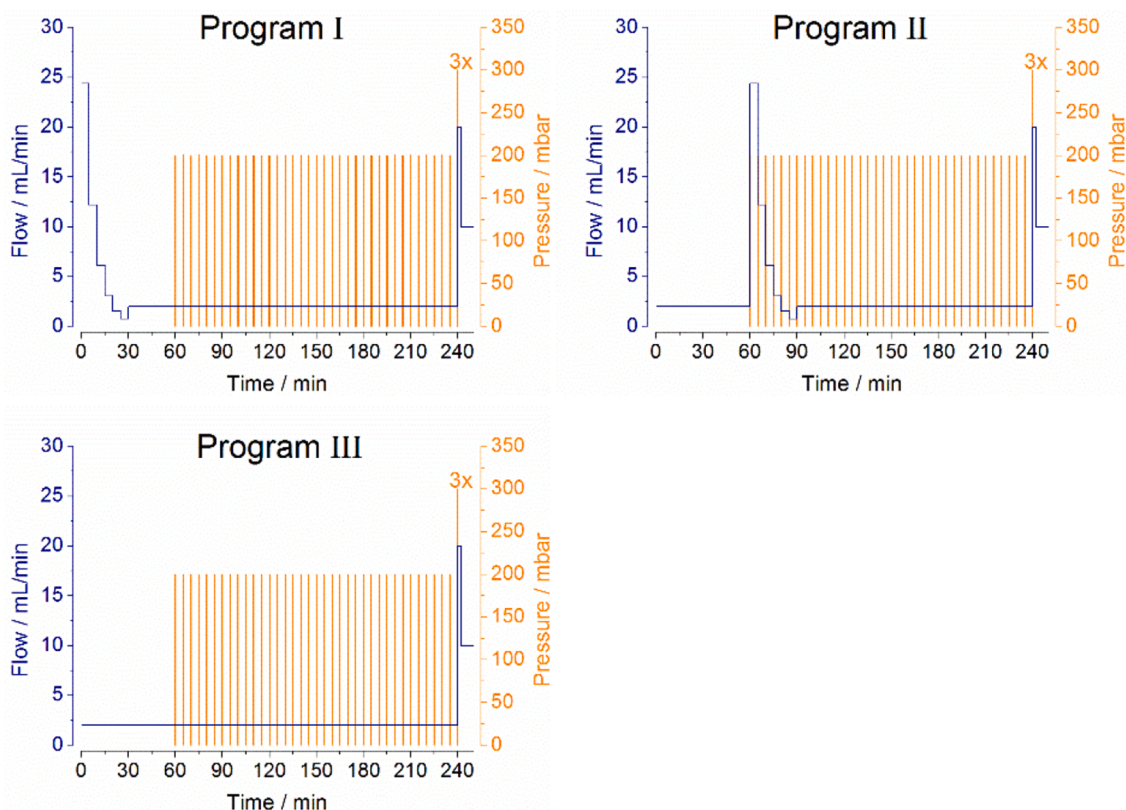 Program I
3x
Flow / mL/min
30
25
20
15
10
5
0
350
300
250
200
150
100
50
0
Pressure / mbar
0 30 60 90 120 150 180 210 240
Time / min
Program II
3x
Flow / mL/min
30
25
20
15
10
5
0
350
300
250
200
150
100
50
0
Pressure / mbar
0 30 60 90 120 150 180 210 240
Time / min
Program III
3x
Flow / mL/min
30
25
20
15
10
5
0
350
300
250
200
150
100
50
0
Pressure / mbar
0 30 60 90 120 150 180 210 240
Time / min